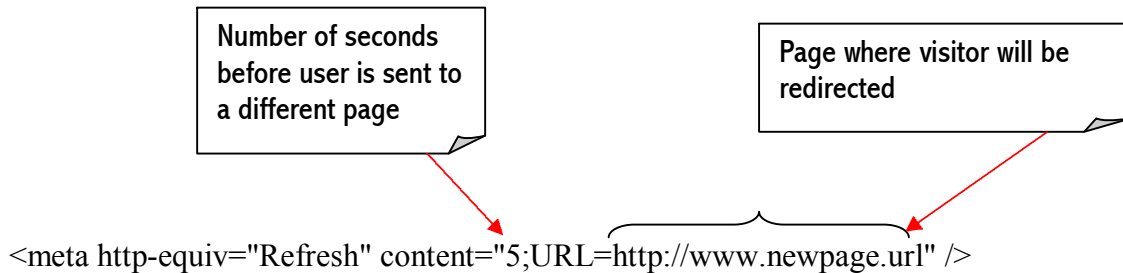 Number of seconds
before user is sent to
a different page
Page where visitor will be
redirected
<meta http-equiv="Refresh" content="5;URL=http://www.newpage.url" />